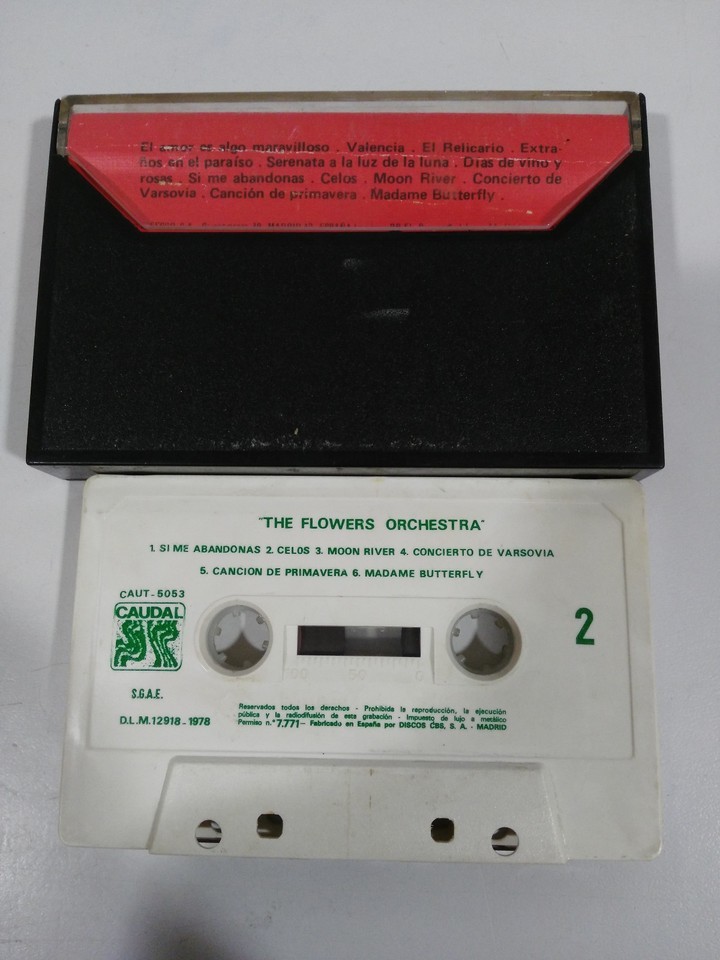 El amor es algo maravilloso . Valencia . El Relicario . Extra-
ños en el paraíso . Serenata a la luz de la luna . Días de vino y
rosas . Si me abandonas . Celos . Moon River . Concierto de
Varsovia . Canción de primavera . Madame Butterfly .
"THE FLOWERS ORCHESTRA"
1. SI ME ABANDONAS 2. CELOS 3. MOON RIVER 4. CONCIERTO DE VARSOVIA
5. CANCION DE PRIMAVERA 6. MADAME BUTTERFLY
CAUT-5053
CAUDAL
2
S.G.A.E.
D.L.M.12918-1978
Reservados todos los derechos - Prohibida la reproducción, la ejecución
pública y la radiodifusión de esta grabación - Impuesto de lujo a metálico
Permiso n.º 7.771- Fabricado en España por DISCOS CBS, S. A. - MADRID
00 50 0